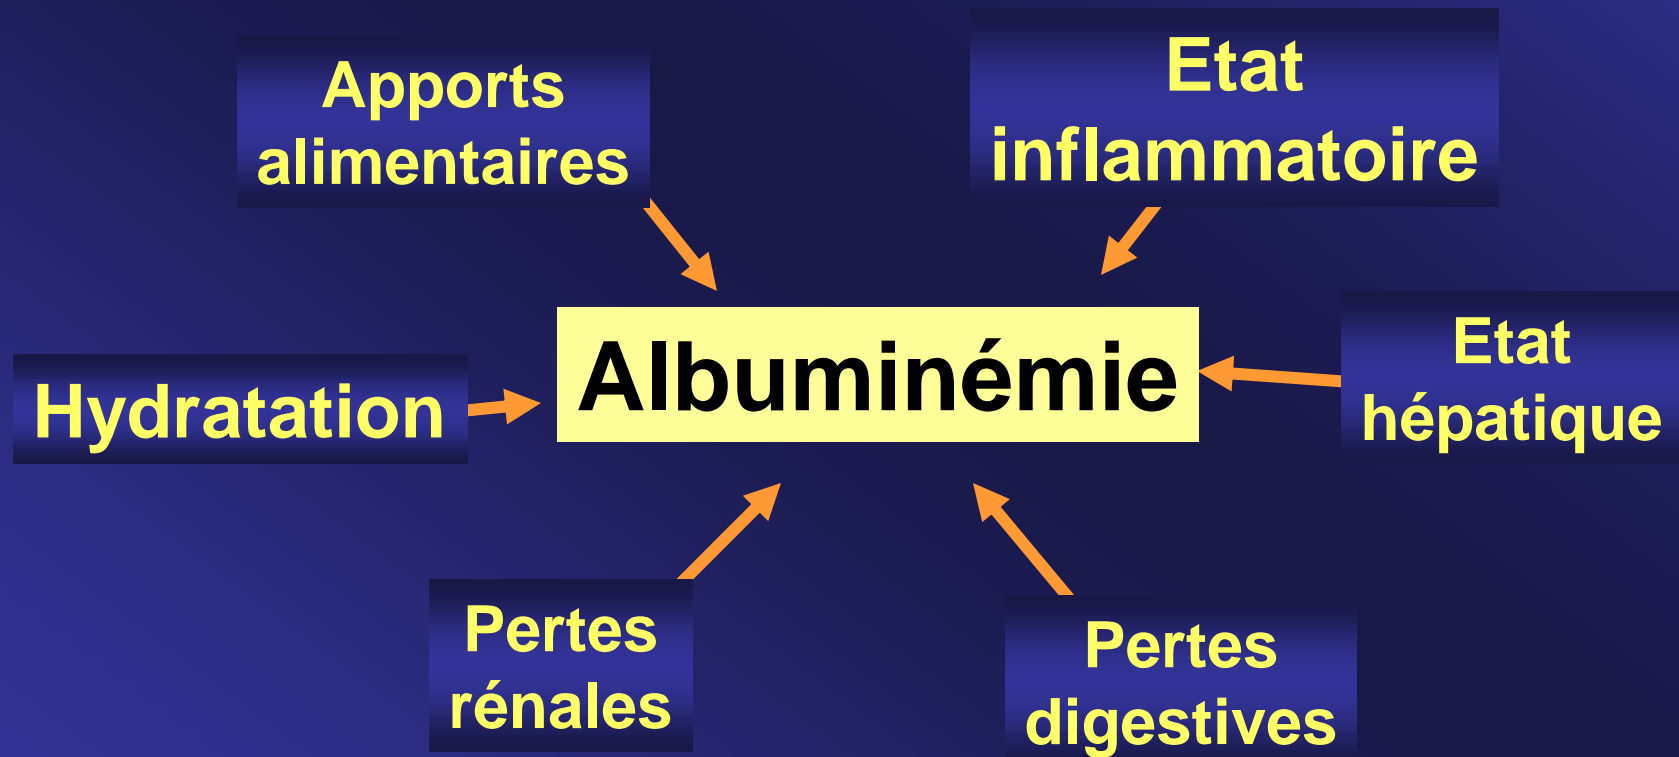 Apports
alimentaires
Etat
inflammatoire
Albuminémie
Hydratation
Etat
hépatique
Pertes
rénales
Pertes
digestives